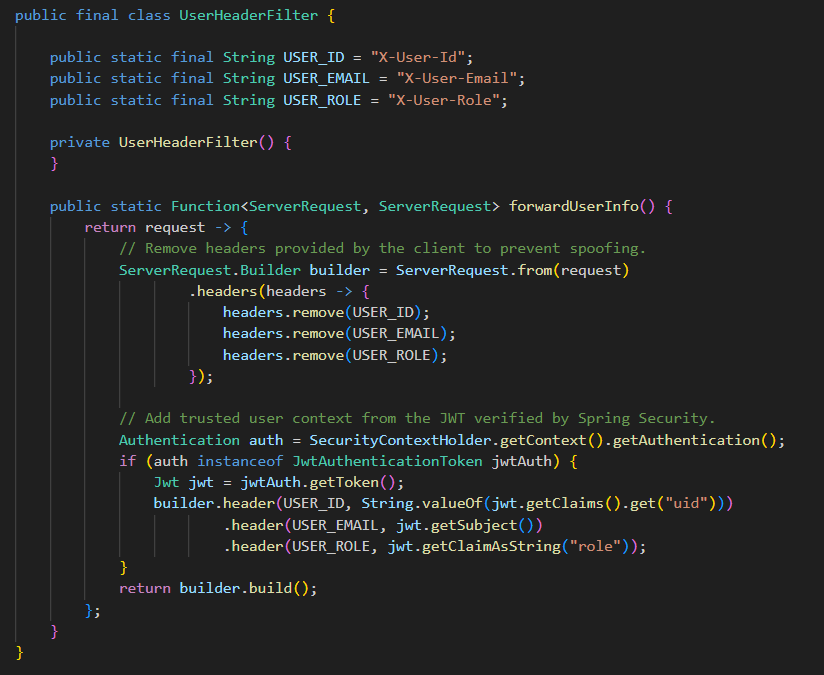 public final class UserHeaderFilter {
public static final String USER_ID = "X-User-Id";
public static final String USER_EMAIL = "X-User-Email";
public static final String USER_ROLE = "X-User-Role";
private UserHeaderFilter() {
}
public static Function<ServerRequest, ServerRequest> forwardUserInfo() {
return request -> {
// Remove headers provided by the client to prevent spoofing.
ServerRequest.Builder builder = ServerRequest.from(request)
.headers(headers -> {
headers.remove(USER_ID);
headers.remove(USER_EMAIL);
headers.remove(USER_ROLE);
});
// Add trusted user context from the JWT verified by Spring Security.
Authentication auth = SecurityContextHolder.getContext().getAuthentication();
if (auth instanceof JwtAuthenticationToken jwtAuth) {
Jwt jwt = jwtAuth.getToken();
builder.header(USER_ID, String.valueOf(jwt.getClaims().get("uid")))
.header(USER_EMAIL, jwt.getSubject())
.header(USER_ROLE, jwt.getClaimAsString("role"));
}
return builder.build();
};
}
}